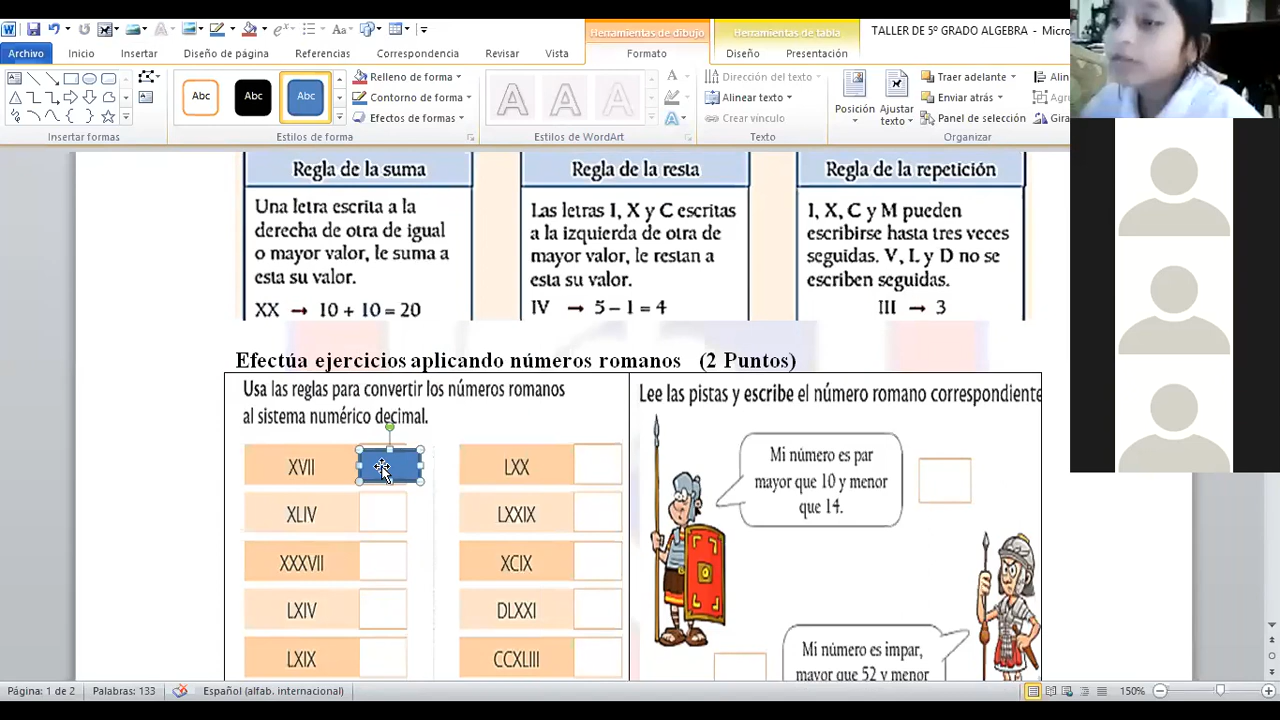 TALLER DE 5º GRADO ALGEBRA - Micro
Herramientas de dibujo
Herramientas de tabla
Archivo Inicio Insertar Diseño de página Referencias Correspondencia Revisar Vista Formato Diseño Presentación
Abc Abc Abc
Relleno de forma
Contorno de forma
Efectos de forma
Dirección del texto
Alinear texto
Crear vínculo
Posición
Ajustar texto
Traer adelante
Enviar atrás
Panel de selección
Insertar formas Estilos de forma Estilos de WordArt Texto Organizar
Regla de la suma
Una letra escrita a la
derecha de otra de igual
o mayor valor, le suma a
esta su valor.
XX → 10 + 10 = 20
Regla de la resta
Las letras I, X y C escritas
a la izquierda de otra de
mayor valor, le restan a
esta su valor.
IV → 5 – 1 = 4
Regla de la repetición
I, X, C y M pueden
escribirse hasta tres veces
seguidas. V, L y D no se
escriben seguidas.
III → 3
Efectúa ejercicios aplicando números romanos (2 Puntos)
Usa las reglas para convertir los números romanos
al sistema numérico decimal.
XVII LXX
XLIV LXXIX
XXXVII XCIX
LXIV DLXXI
LXIX CCXLIII
Lee las pistas y escribe el número romano correspondiente
Mi número es par
mayor que 10 y menor
que 14.
Mi número es impar,
mayor que 52 y menor
Página: 1 de 2 Palabras: 133 Español (alfab. internacional) 150%